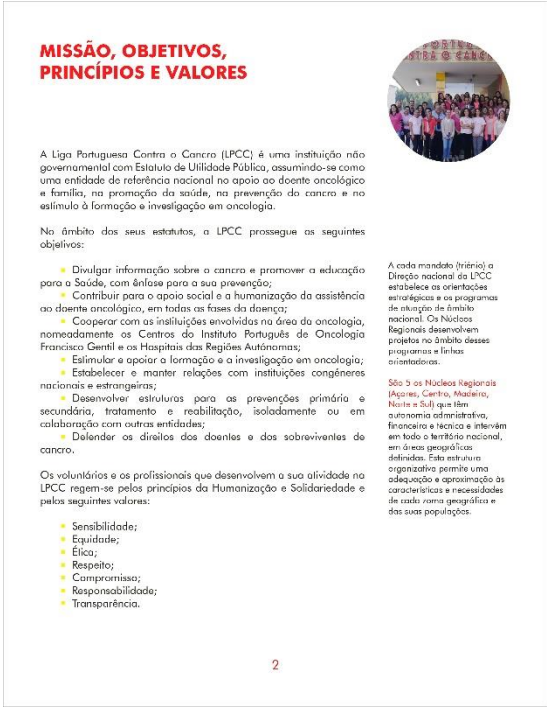 MISSÃO, OBJETIVOS,
PRINCÍPIOS E VALORES
A Liga Portuguesa Contra o Cancro (LPCC) é uma instituição não
governamental com Estatuto de Utilidade Pública, assumindo-se como
uma entidade de referência nacional no apoio ao doente oncológico
e família, na promoção da saúde, na prevenção do cancro e no
estímulo à formação e investigação em oncologia.
No âmbito dos seus estatutos, a LPCC prossegue os seguintes
objetivos:
Divulgar informação sobre o cancro e promover a educação
para a Saúde, com ênfase para a sua prevenção;
Contribuir para o apoio social e a humanização da assistência
ao doente oncológico, em todas as fases da doença;
Cooperar com as instituições envolvidas na área da oncologia,
nomeadamente os Centros do Instituto Português de Oncologia
Francisco Gentil e os Hospitais das Regiões Autónomas;
Estimular e apoiar a formação e a investigação em oncologia;
Estabelecer e manter relações com instituições congéneres
nacionais e estrangeiras;
Desenvolver estruturas para as prevenções primária e
secundária, tratamento e reabilitação, isoladamente ou em
colaboração com outras entidades;
Defender os direitos dos doentes e dos sobreviventes de
cancro.
Os voluntários e os profissionais que desenvolvem a sua atividade na
LPCC regem-se pelos princípios da Humanização e Solidariedade e
pelos seguintes valores:
Sensibilidade;
Equidade;
Ética;
Respeito;
Compromisso;
Responsabilidade;
Transparência.
A cada mandato (triénio) a
Direção nacional da LPCC
estabelece as orientações
estratégicas e os programas
de atuação de âmbito
nacional. Os Núcleos
Regionais desenvolvem
projetos no âmbito desses
programas e linhas
orientadoras.
São 5 os Núcleos Regionais
(Açores, Centro, Madeira,
Norte e Sul) que têm
autonomia admnistrativa,
financeira e técnica e intervêm
em todo o território nacional,
em áreas geográficas
definidas. Esta estrutura
organizativa permite uma
adequação e aproximação às
características e necessidades
de cada zona geográfica e
das suas populações.
2